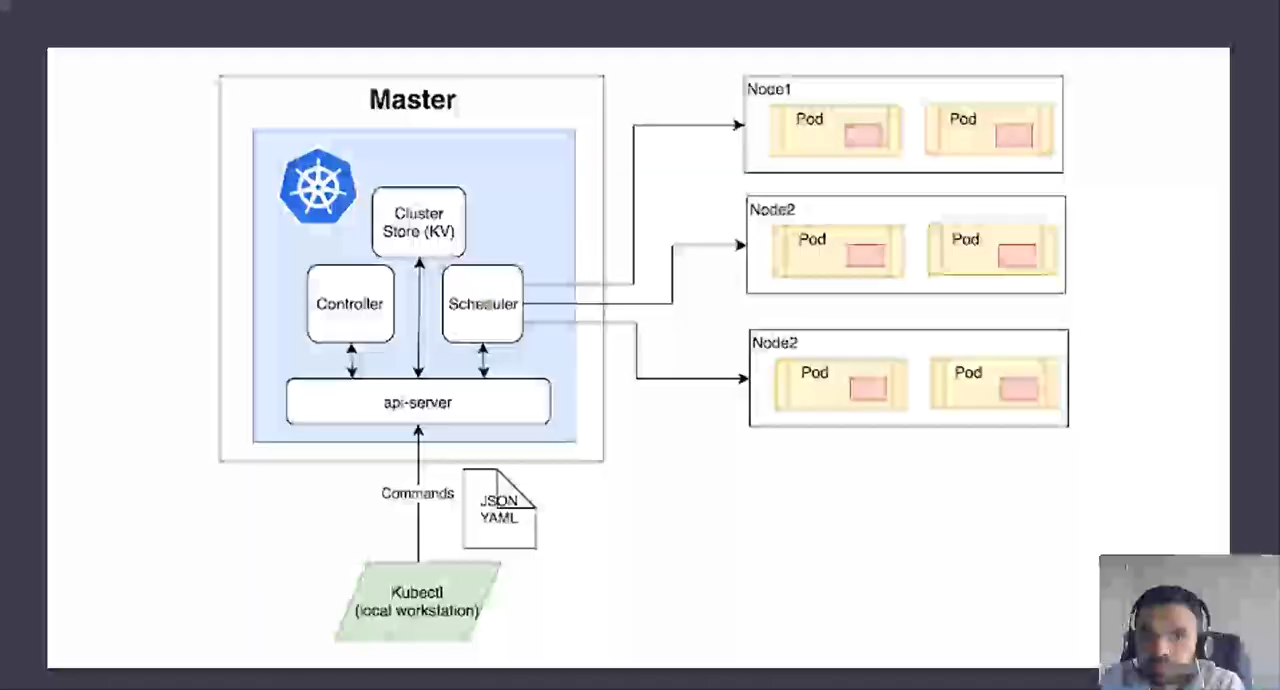 Master
Cluster
Store (KV)
Controller
Scheduler
api-server
Commands
JSON
YAML
Kubectl
(local workstation)
Node1
Pod
Pod
Node2
Pod
Pod
Node2
Pod
Pod